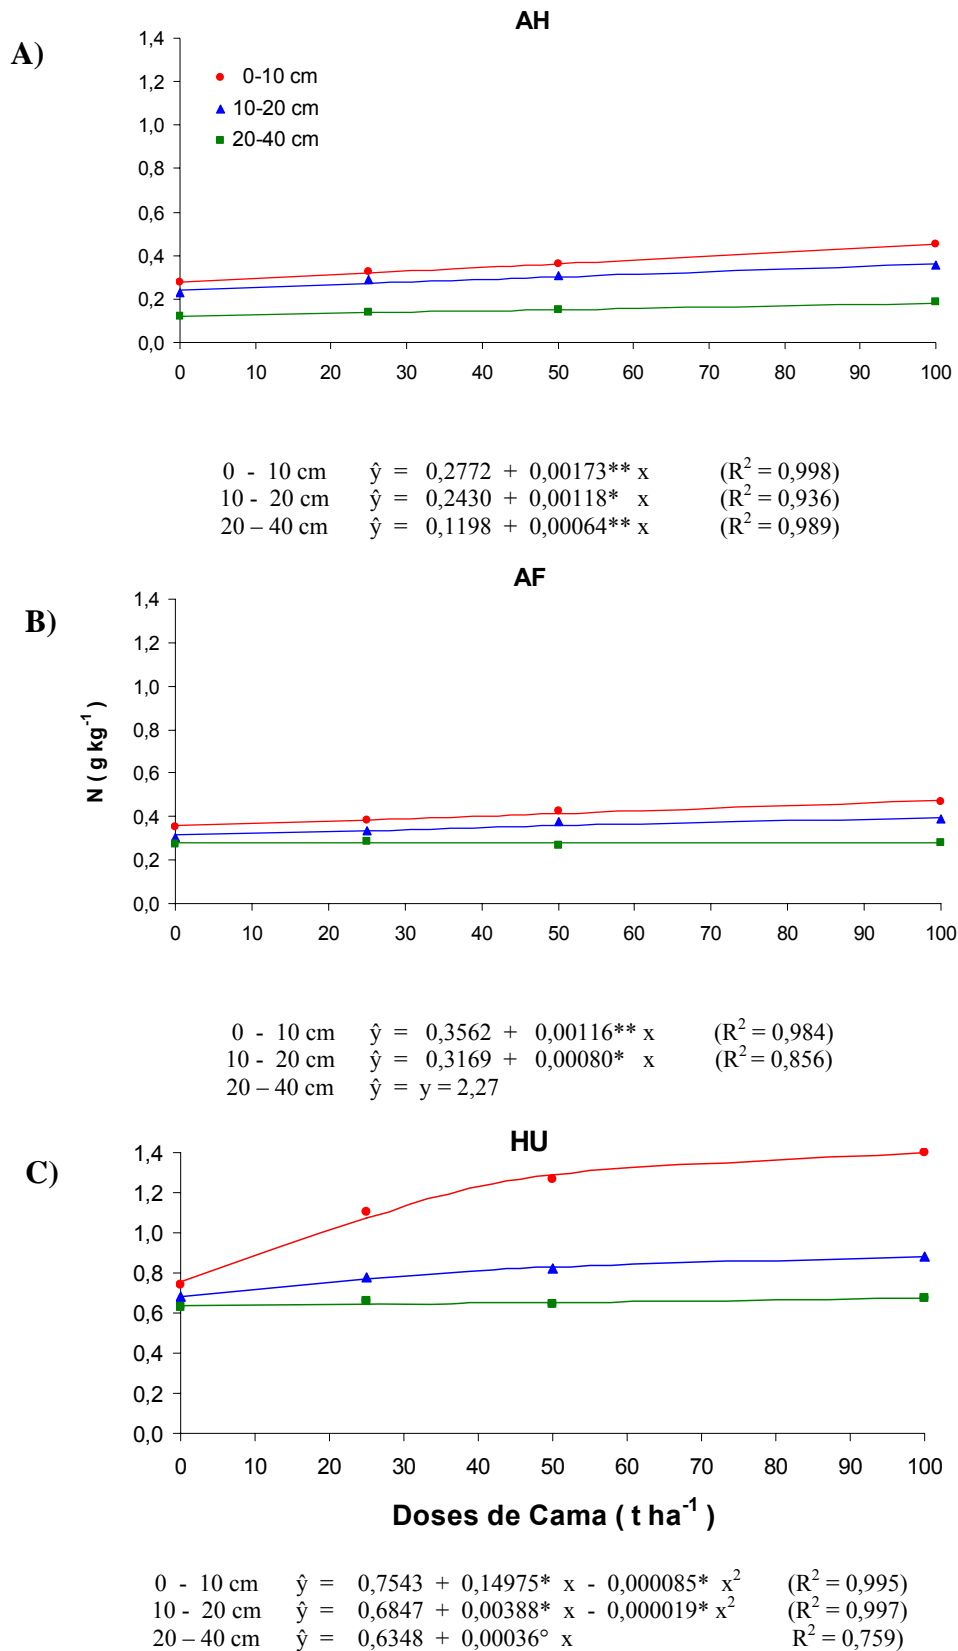 AH
A)
1,4
1,2
1,0
0,8
0,6
0,4
0,2
0,0
0-10 cm
10-20 cm
20-40 cm
0 10 20 30 40 50 60 70 80 90 100
0 - 10 cm ŷ = 0,2772 + 0,00173** x (R² = 0,998)
10 - 20 cm ŷ = 0,2430 + 0,00118* x (R² = 0,936)
20 – 40 cm ŷ = 0,1198 + 0,00064** x (R² = 0,989)
AF
B)
1,4
1,2
1,0
0,8
0,6
0,4
0,2
0,0
N ( g kg⁻¹ )
0 10 20 30 40 50 60 70 80 90 100
0 - 10 cm ŷ = 0,3562 + 0,00116** x (R² = 0,984)
10 - 20 cm ŷ = 0,3169 + 0,00080* x (R² = 0,856)
20 – 40 cm ŷ = y = 2,27
HU
C)
1,4
1,2
1,0
0,8
0,6
0,4
0,2
0,0
0 10 20 30 40 50 60 70 80 90 100
Doses de Cama ( t ha⁻¹ )
0 - 10 cm ŷ = 0,7543 + 0,14975* x - 0,000085* x² (R² = 0,995)
10 - 20 cm ŷ = 0,6847 + 0,00388* x - 0,000019* x² (R² = 0,997)
20 – 40 cm ŷ = 0,6348 + 0,00036° x R² = 0,759)